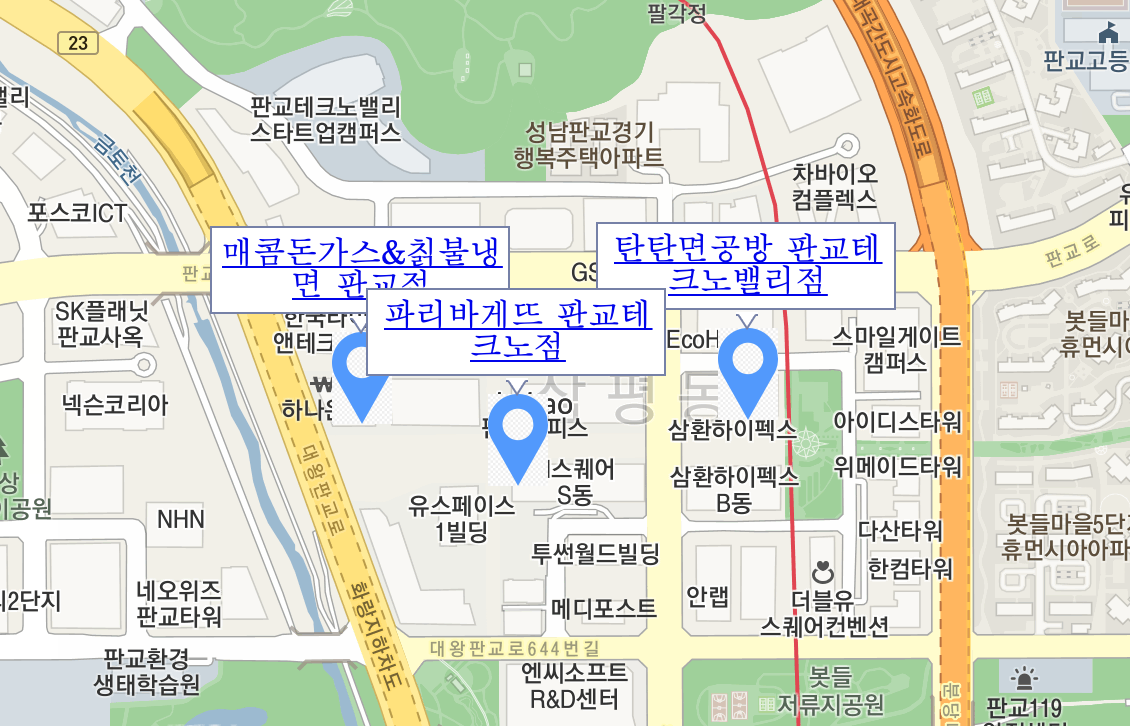 팔각정
23
밸리
판교고등
판교테크노밸리
스타트업캠퍼스
성남판교경기
행복주택아파트
금토천
포스코ICT
차바이오
컴플렉스
판교로
매콤돈가스&칡불냉
면 판교점
탄탄면공방 판교테
크노밸리점
GS
파리바게뜨 판교테
크노점
SK플래닛
판교사옥
앤테크
EcoH
스마일게이트
캠퍼스
봇들마
휴먼시아
넥슨코리아
하나은
산평동
삼환하이펙스
아이디스타워
스퀘어
S동
삼환하이펙스
B동
위메이드타워
대왕판교로
유스페이스
1빌딩
NHN
투썬월드빌딩
다산타워
봇들마을5단지
휴먼시아아파
한컴타워
네오위즈
판교타워
2단지
화랑지하차도
메디포스트
안랩
더블유
스퀘어컨벤션
대왕판교로644번길
판교환경
생태학습원
엔씨소프트
R&D센터
봇들
저류지공원
판교119